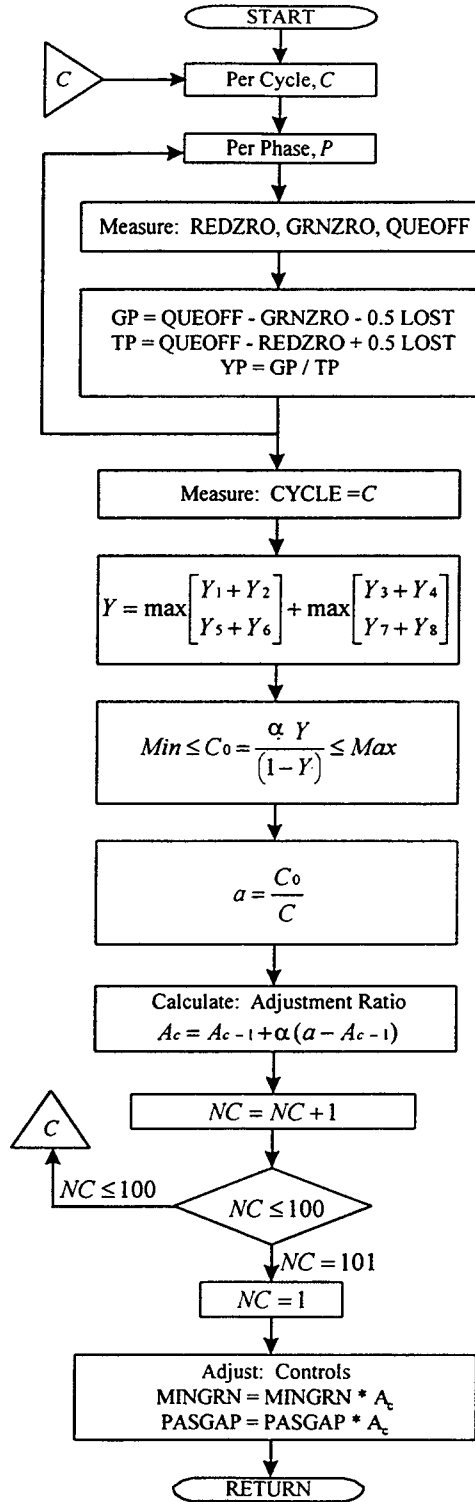 START
C
Per Cycle, C
Per Phase, P
Measure: REDZRO, GRNZRO, QUEOFF
GP = QUEOFF - GRNZRO - 0.5 LOST
TP = QUEOFF - REDZRO + 0.5 LOST
YP = GP / TP
Measure: CYCLE = C
Y = max[Y1 + Y2 / Y5 + Y6] + max[Y3 + Y4 / Y7 + Y8]
Min ≤ C0 = α Y / (1 - Y) ≤ Max
a = C0 / C
Calculate: Adjustment Ratio
Ac = Ac-1 + α(a - Ac-1)
NC = NC + 1
C
NC ≤ 100
NC ≤ 100
NC = 101
NC = 1
Adjust: Controls
MINGRN = MINGRN * Ac
PASGAP = PASGAP * Ac
RETURN